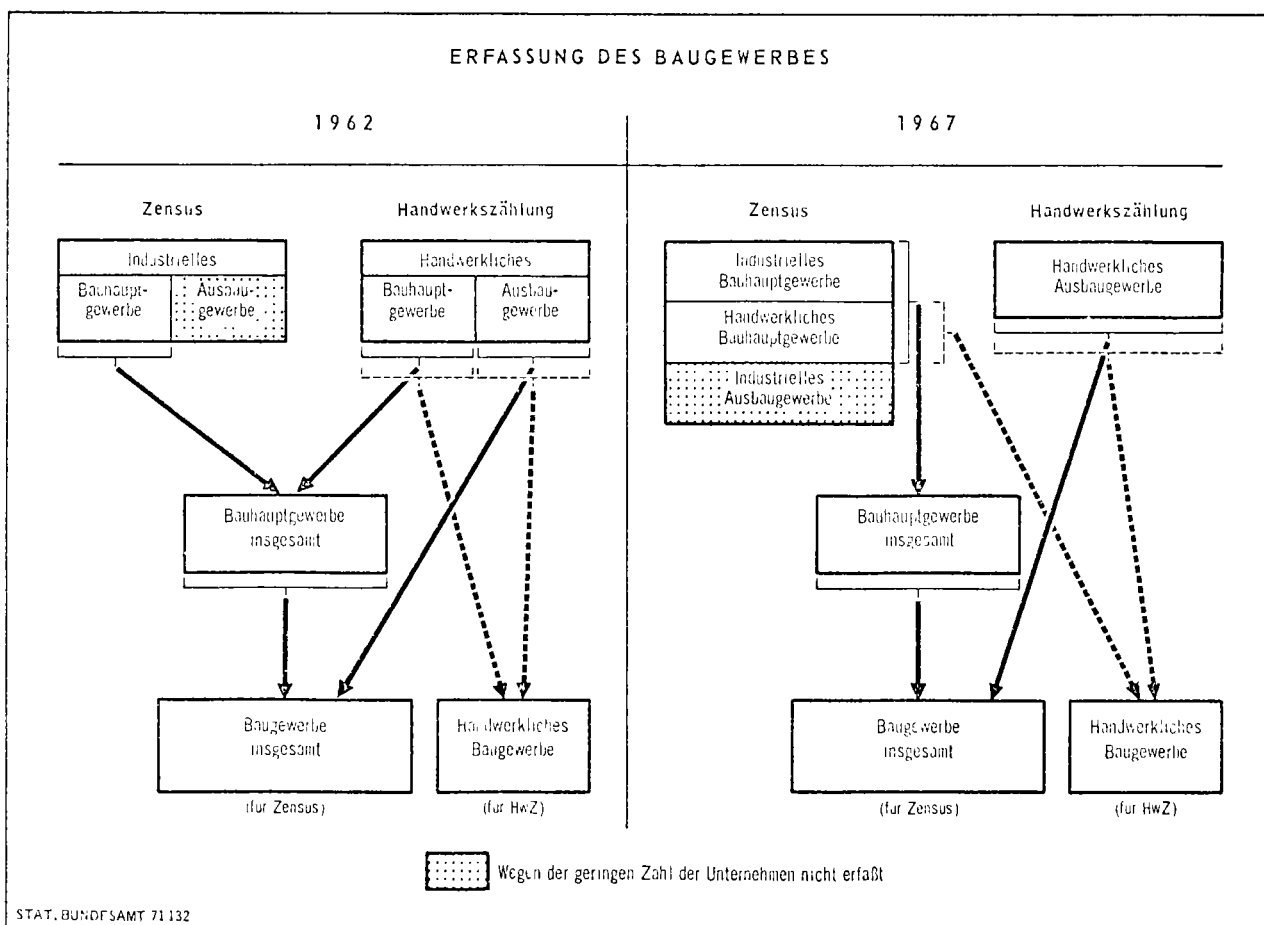 ERFASSUNG DES BAUGEWERBES
1962
Zensus
Handwerkszählung
Industrielles
Bauhaupt-
gewerbe
Ausbau-
gewerbe
Handwerkliches
Bauhaupt-
gewerbe
Ausbau-
gewerbe
Bauhauptgewerbe
insgesamt
Baugewerbe
insgesamt
(für Zensus)
Handwerkliches
Baugewerbe
(für HwZ)
1967
Zensus
Handwerkszählung
Industrielles
Bauhauptgewerbe
Handwerkliches
Bauhauptgewerbe
Industrielles
Ausbaugewerbe
Handwerkliches
Ausbaugewerbe
Bauhauptgewerbe
insgesamt
Baugewerbe
insgesamt
(für Zensus)
Handwerkliches
Baugewerbe
(für HwZ)
Wegen der geringen Zahl der Unternehmen nicht erfaßt
STAT. BUNDESAMT 71 132